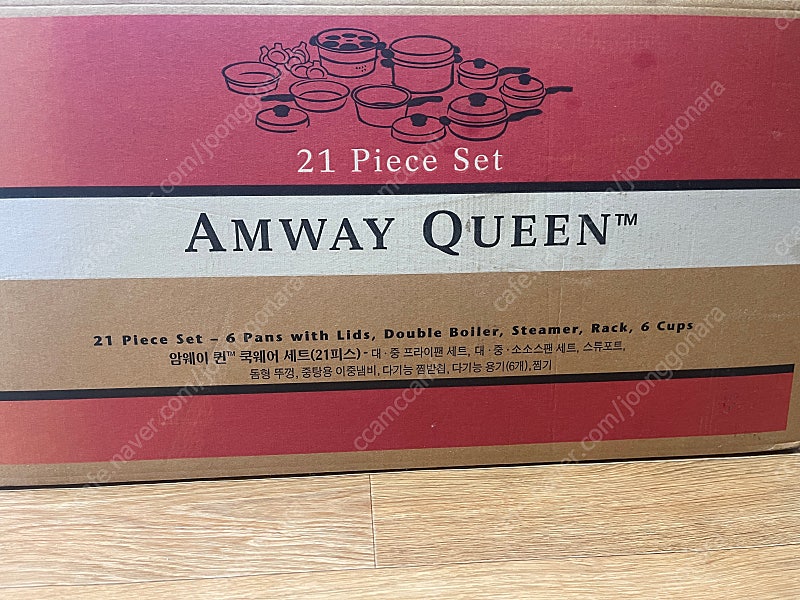 21 Piece Set
AMWAY QUEEN™
21 Piece Set – 6 Pans with Lids, Double Boiler, Steamer, Rack, 6 Cups
암웨이 퀸™ 쿡웨어 세트(21피스) - 대·중 프라이팬 세트, 대·중·소소스팬 세트, 스튜포트,
돔형 뚜껑, 중탕용 이중냄비, 다기능 찜받침, 다기능 용기(6개), 찜기
cafe.naver.com/joonggonara